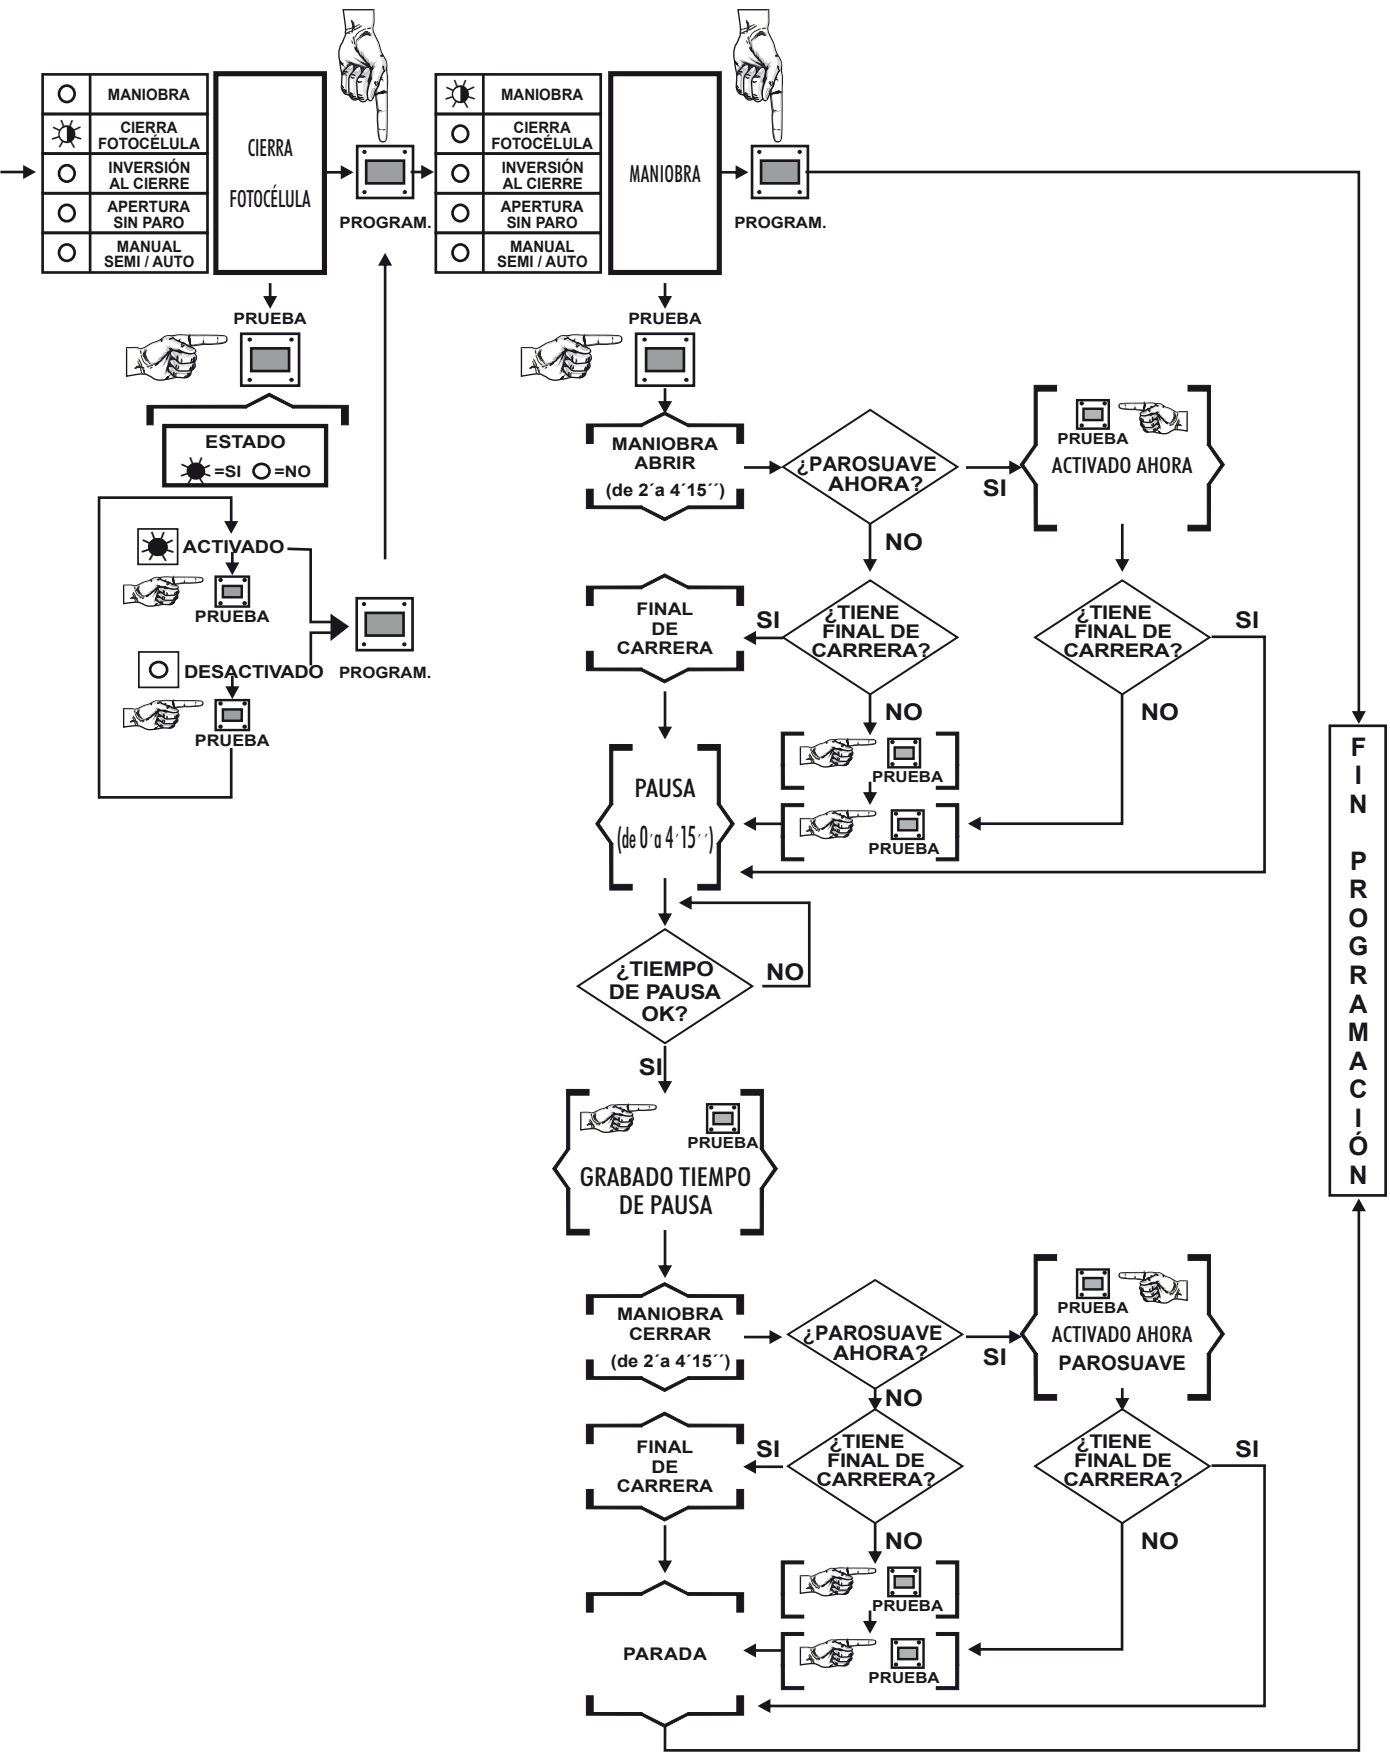 MANIOBRA
CIERRA
FOTOCÉLULA
INVERSIÓN
AL CIERRE
APERTURA
SIN PARO
MANUAL
SEMI / AUTO
CIERRA
FOTOCÉLULA
PROGRAM.
MANIOBRA
CIERRA
FOTOCÉLULA
INVERSIÓN
AL CIERRE
APERTURA
SIN PARO
MANUAL
SEMI / AUTO
MANIOBRA
PROGRAM.
PRUEBA
ESTADO
=SI =NO
ACTIVADO
PRUEBA
DESACTIVADO
PRUEBA
PROGRAM.
PRUEBA
MANIOBRA
ABRIR
(de 2´a 4´15´´)
¿PAROSUAVE
AHORA?
SI
PRUEBA
ACTIVADO AHORA
NO
FINAL
DE
CARRERA
SI
¿TIENE
FINAL DE
CARRERA?
¿TIENE
FINAL DE
CARRERA?
SI
NO
NO
PRUEBA
PRUEBA
PAUSA
(de 0´a 4´15´´)
¿TIEMPO
DE PAUSA
OK?
NO
SI
PRUEBA
GRABADO TIEMPO
DE PAUSA
MANIOBRA
CERRAR
(de 2´a 4´15´´)
¿PAROSUAVE
AHORA?
SI
PRUEBA
ACTIVADO AHORA
PAROSUAVE
NO
FINAL
DE
CARRERA
SI
¿TIENE
FINAL DE
CARRERA?
¿TIENE
FINAL DE
CARRERA?
SI
NO
NO
PRUEBA
PRUEBA
PARADA
FIN PROGRAMACIÓN